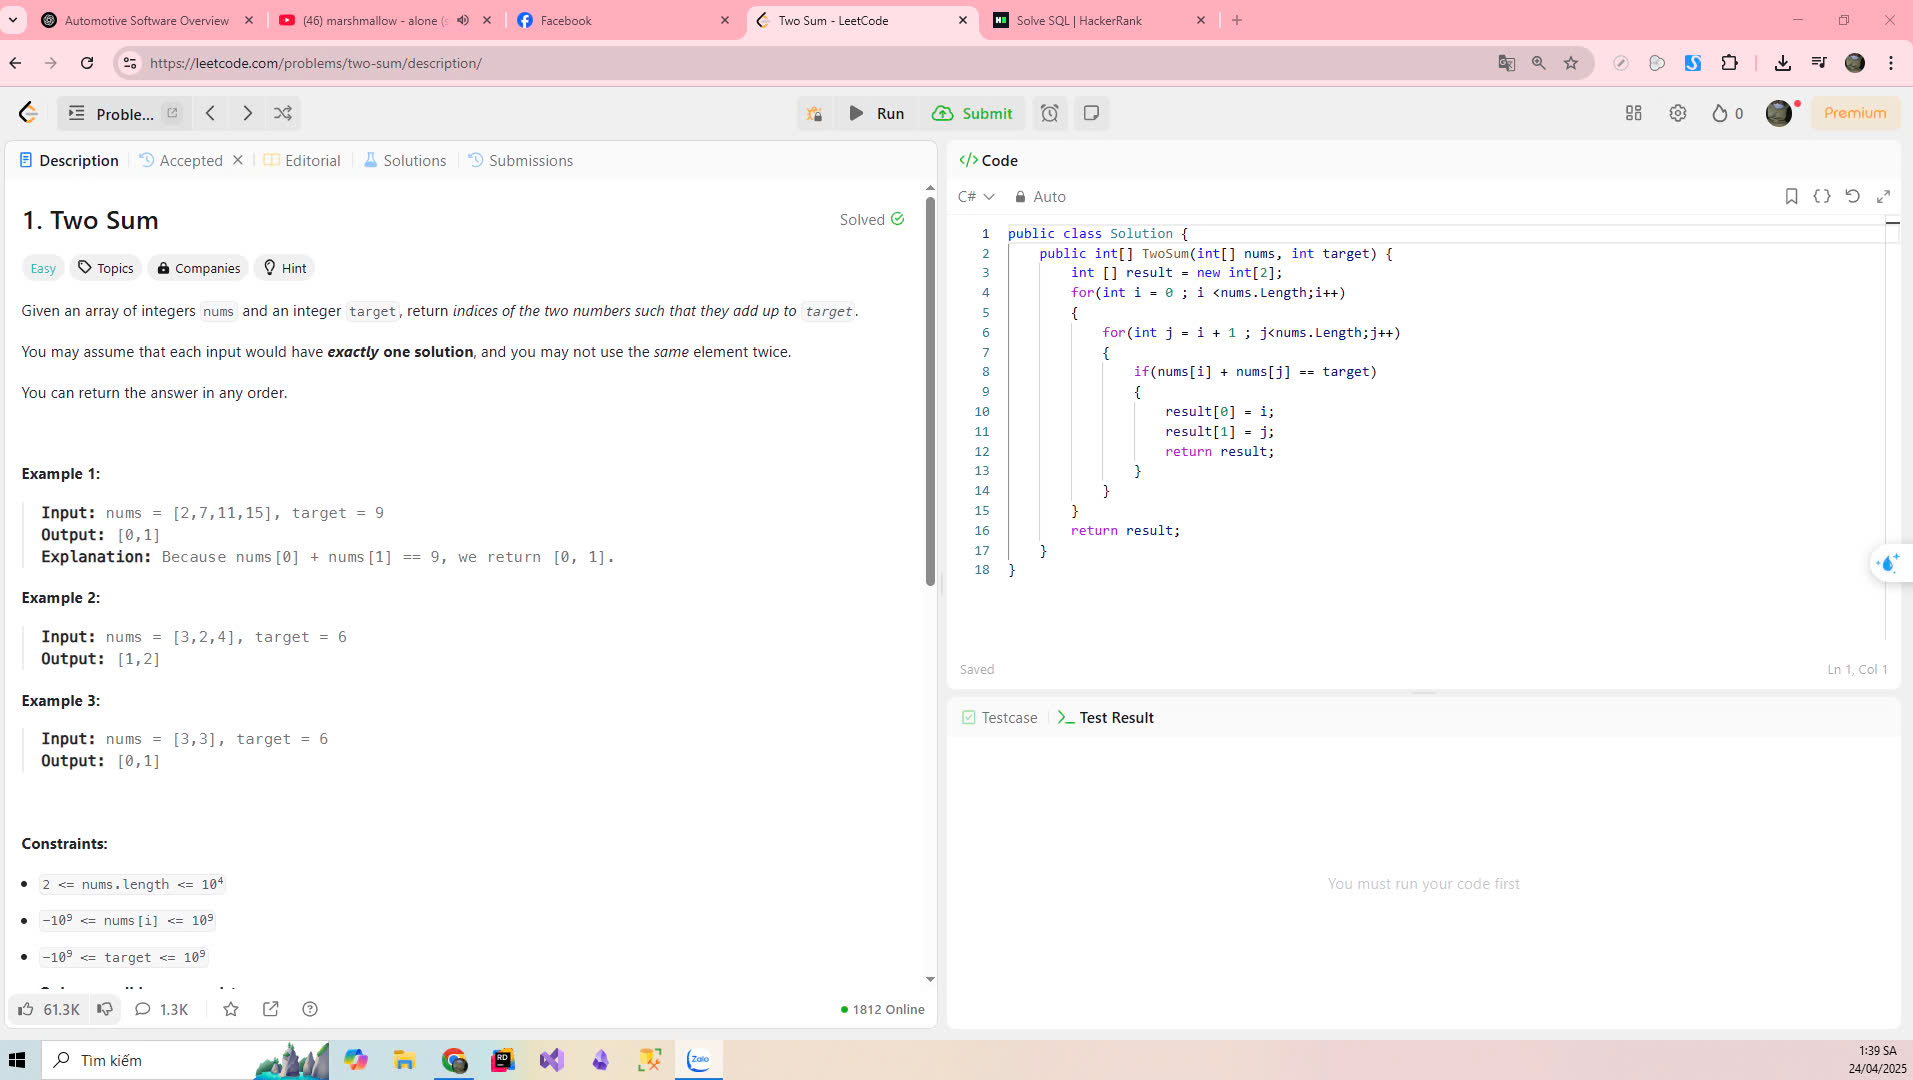 Automotive Software Overview
(46) marshmallow - alone (s
Facebook
Two Sum - LeetCode
Solve SQL | HackerRank
https://leetcode.com/problems/two-sum/description/
Proble...
Run
Submit
0
Premium
Description
Accepted
Editorial
Solutions
Submissions
1. Two Sum
Solved
Easy
Topics
Companies
Hint
Given an array of integers nums and an integer target, return indices of the two numbers such that they add up to target.
You may assume that each input would have exactly one solution, and you may not use the same element twice.
You can return the answer in any order.
Example 1:
Input: nums = [2,7,11,15], target = 9
Output: [0,1]
Explanation: Because nums[0] + nums[1] == 9, we return [0, 1].
Example 2:
Input: nums = [3,2,4], target = 6
Output: [1,2]
Example 3:
Input: nums = [3,3], target = 6
Output: [0,1]
Constraints:
2 <= nums.length <= 10⁴
-10⁹ <= nums[i] <= 10⁹
-10⁹ <= target <= 10⁹
61.3K
1.3K
1812 Online
</> Code
C#
Auto
1 public class Solution {
2 public int[] TwoSum(int[] nums, int target) {
3 int [] result = new int[2];
4 for(int i = 0 ; i <nums.Length;i++)
5 {
6 for(int j = i + 1 ; j<nums.Length;j++)
7 {
8 if(nums[i] + nums[j] == target)
9 {
10 result[0] = i;
11 result[1] = j;
12 return result;
13 }
14 }
15 }
16 return result;
17 }
18 }
Saved
Ln 1, Col 1
Testcase
Test Result
You must run your code first
Tìm kiếm
RD
Zalo
1:39 SA
24/04/2025